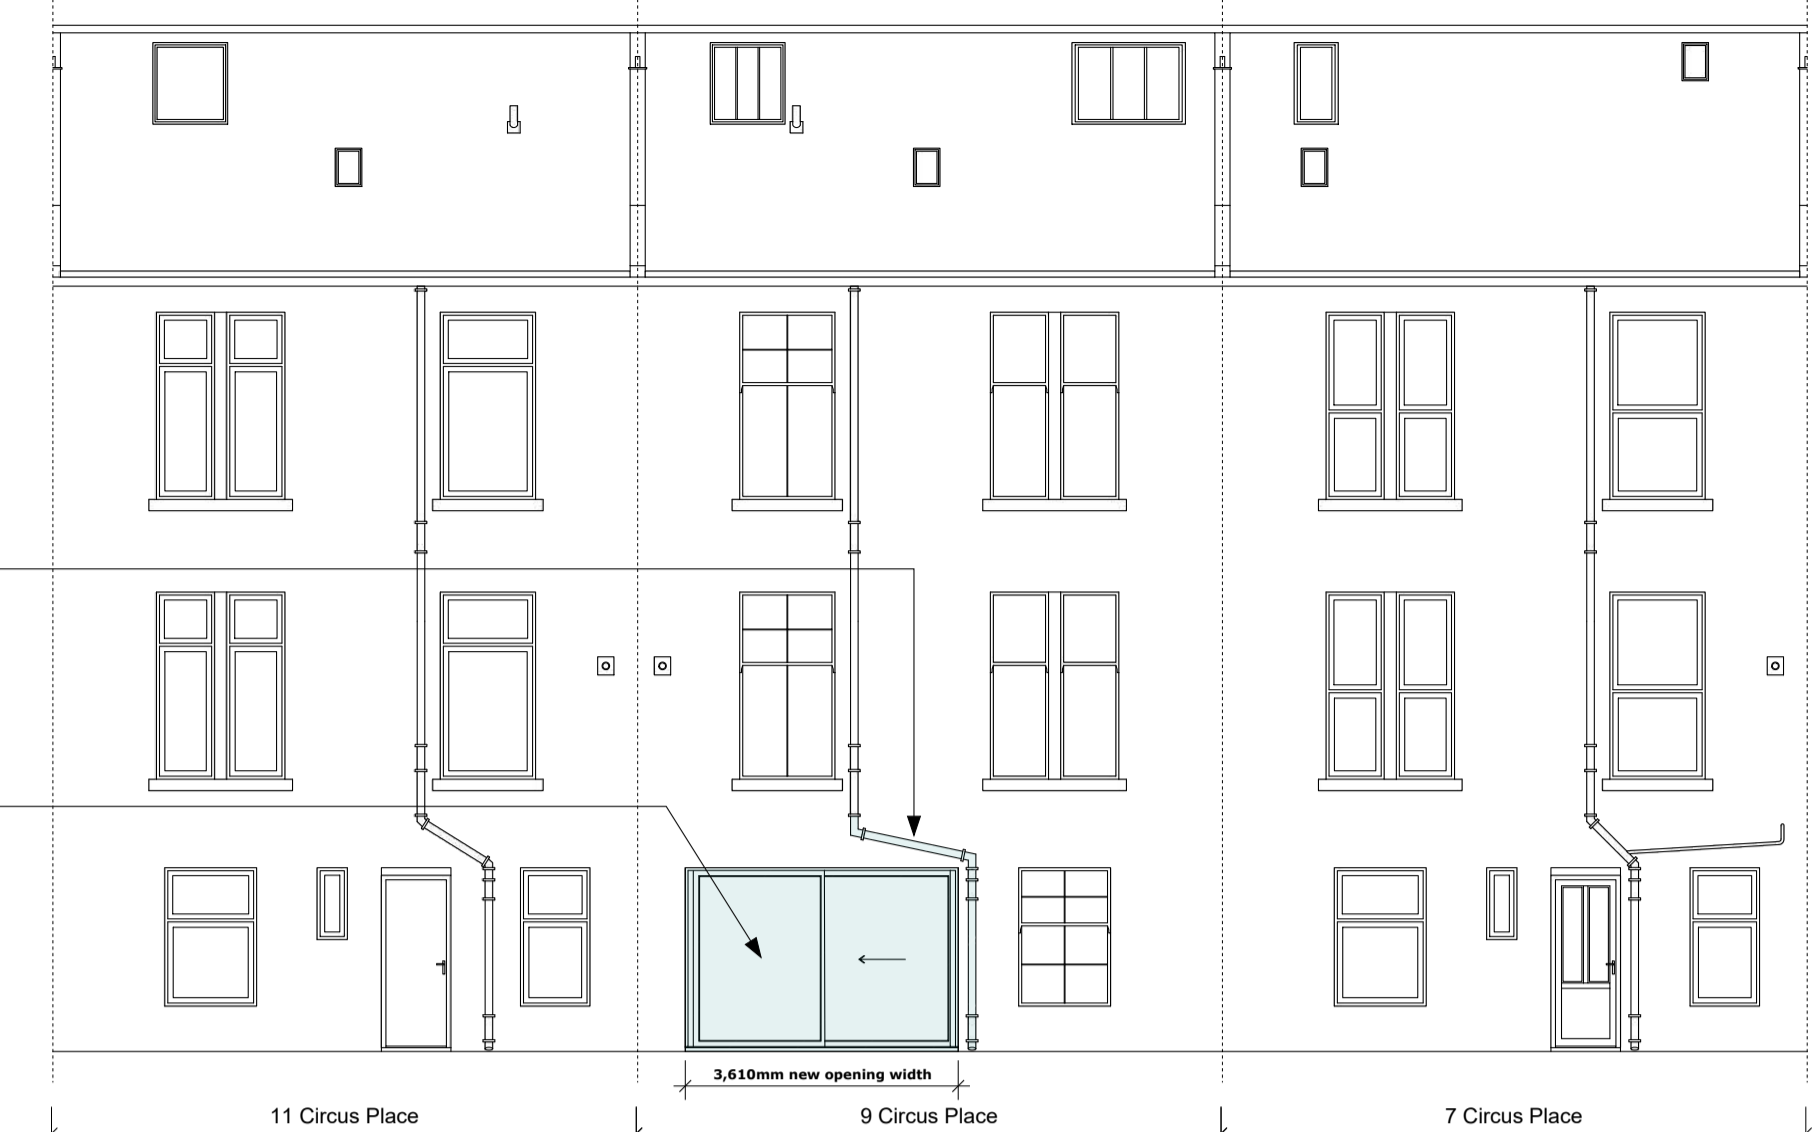 3,610mm new opening width
11 Circus Place
9 Circus Place
7 Circus Place